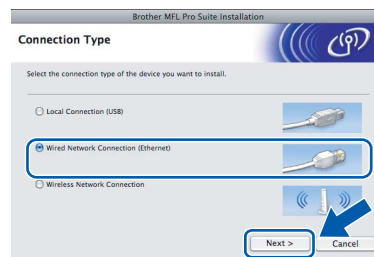 Brother MFL Pro Suite Installation
Connection Type
Select the connection type of the device you want to install.
Local Connection (USB)
Wired Network Connection (Ethernet)
Wireless Network Connection
Next >
Cancel